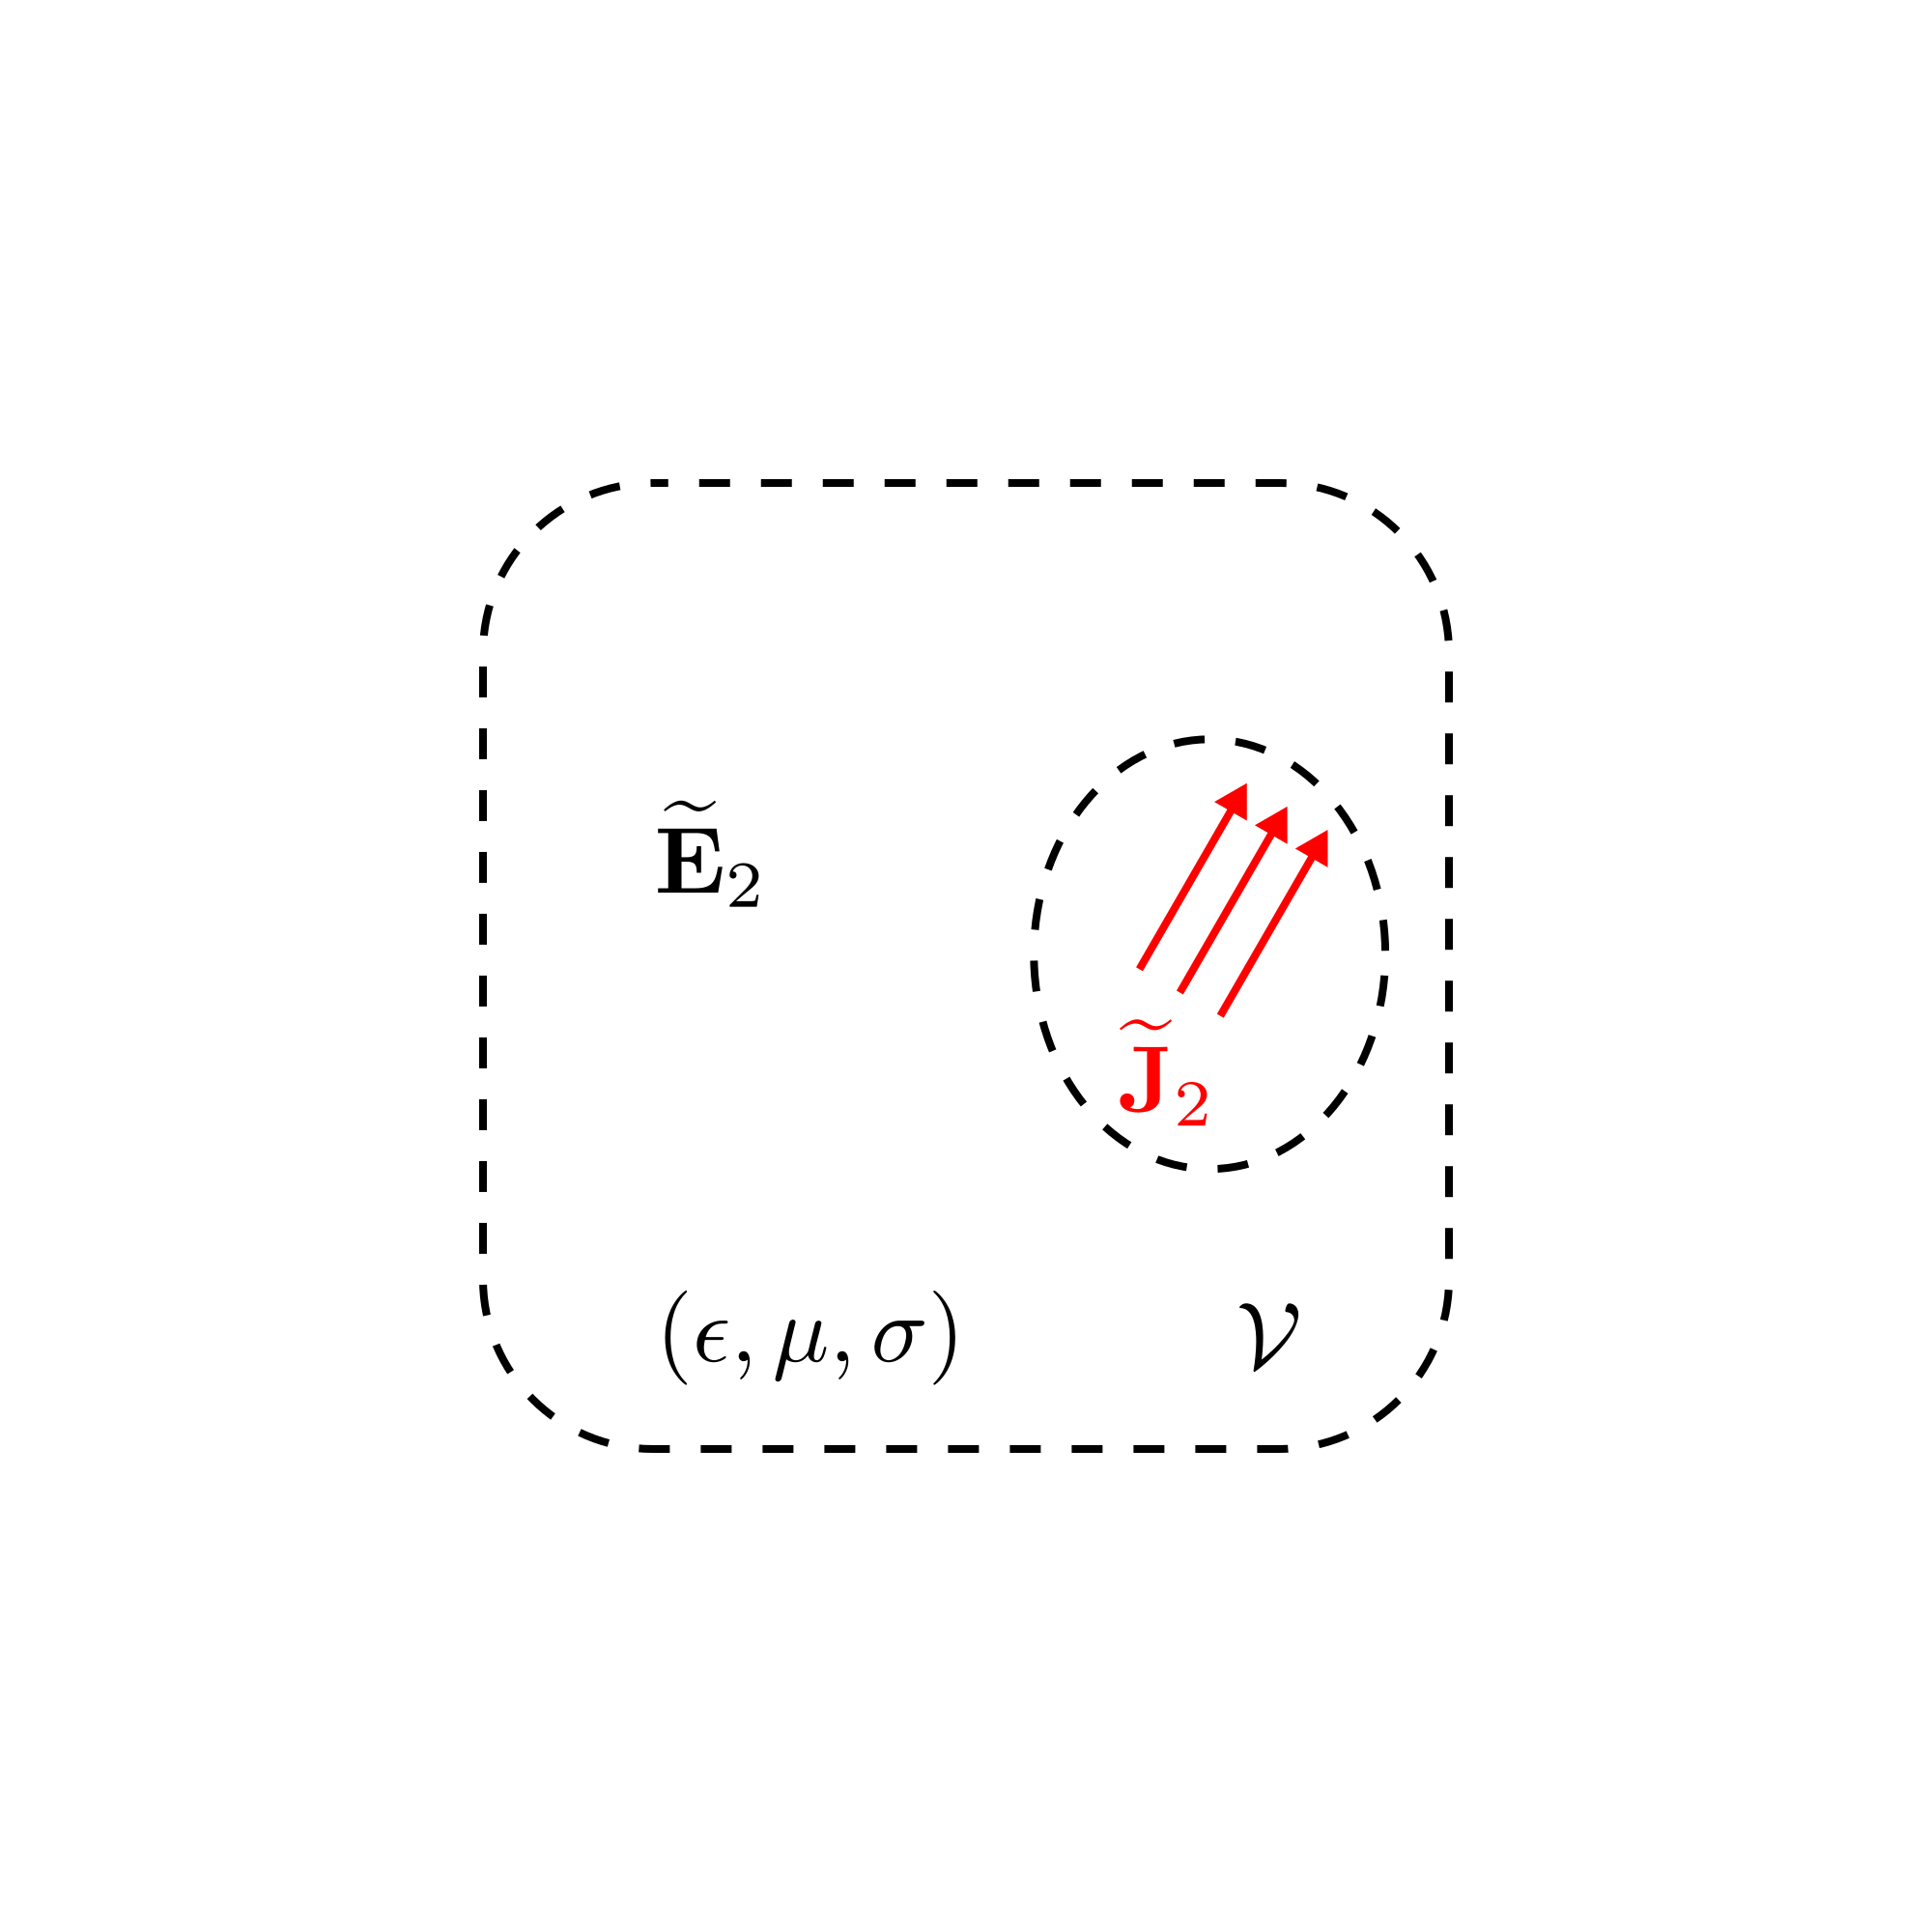 Ẽ₂
J̃₂
(ϵ, μ, σ)
𝒱